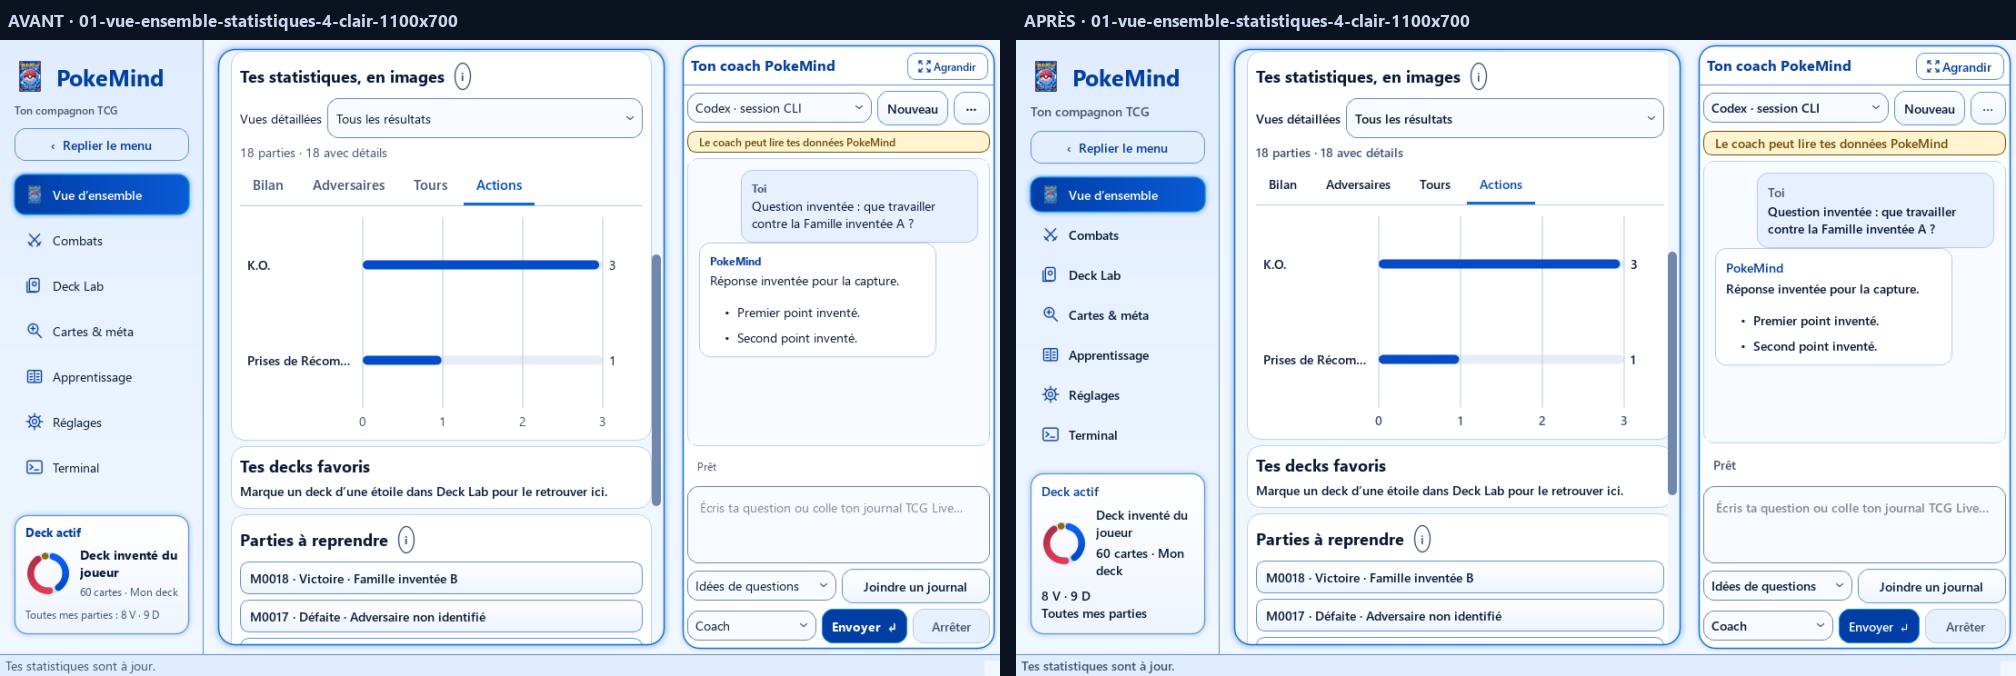 AVANT · 01-vue-ensemble-statistiques-4-clair-1100x700
PokeMind
Ton compagnon TCG
‹ Replier le menu
Vue d'ensemble
Combats
Deck Lab
Cartes & méta
Apprentissage
Réglages
Terminal
Deck actif
Deck inventé du
joueur
60 cartes · Mon deck
Toutes mes parties : 8 V · 9 D
Tes statistiques, en images
i
Vues détaillées
Tous les résultats
18 parties · 18 avec détails
Bilan
Adversaires
Tours
Actions
K.O.
3
Prises de Récom...
1
0
1
2
3
Tes decks favoris
Marque un deck d'une étoile dans Deck Lab pour le retrouver ici.
Parties à reprendre
i
M0018 · Victoire · Famille inventée B
M0017 · Défaite · Adversaire non identifié
Ton coach PokeMind
Agrandir
Codex · session CLI
Nouveau
...
Le coach peut lire tes données PokeMind
Toi
Question inventée : que travailler
contre la Famille inventée A ?
PokeMind
Réponse inventée pour la capture.
• Premier point inventé.
• Second point inventé.
Prêt
Écris ta question ou colle ton journal TCG Live...
Idées de questions
Joindre un journal
Coach
Envoyer ↲
Arrêter
Tes statistiques sont à jour.
APRÈS · 01-vue-ensemble-statistiques-4-clair-1100x700
PokeMind
Ton compagnon TCG
‹ Replier le menu
Vue d'ensemble
Combats
Deck Lab
Cartes & méta
Apprentissage
Réglages
Terminal
Deck actif
Deck inventé du
joueur
60 cartes · Mon
deck
8 V · 9 D
Toutes mes parties
Tes statistiques, en images
i
Vues détaillées
Tous les résultats
18 parties · 18 avec détails
Bilan
Adversaires
Tours
Actions
K.O.
3
Prises de Récom...
1
0
1
2
3
Tes decks favoris
Marque un deck d'une étoile dans Deck Lab pour le retrouver ici.
Parties à reprendre
i
M0018 · Victoire · Famille inventée B
M0017 · Défaite · Adversaire non identifié
Ton coach PokeMind
Agrandir
Codex · session CLI
Nouveau
...
Le coach peut lire tes données PokeMind
Toi
Question inventée : que travailler
contre la Famille inventée A ?
PokeMind
Réponse inventée pour la capture.
• Premier point inventé.
• Second point inventé.
Prêt
Écris ta question ou colle ton journal TCG Live...
Idées de questions
Joindre un journal
Coach
Envoyer ↲
Arrêter
Tes statistiques sont à jour.